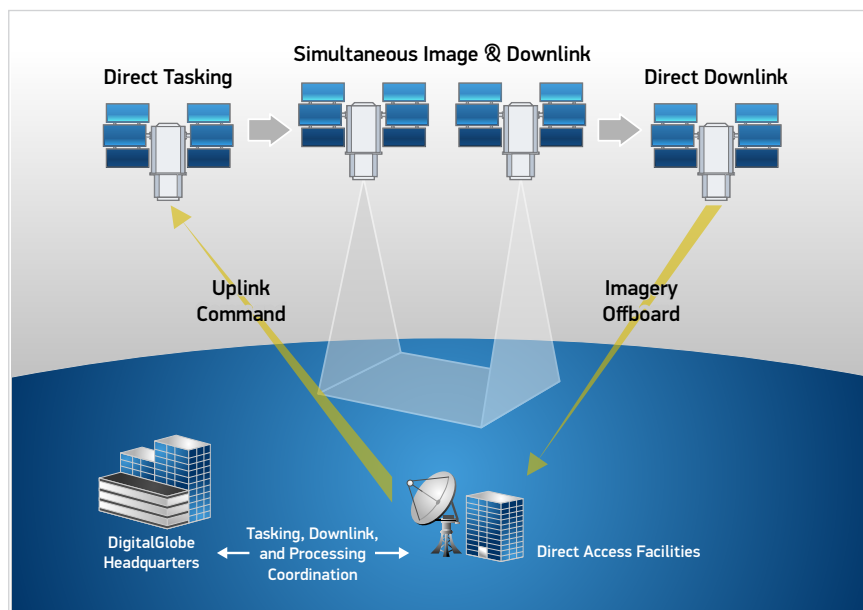 Simultaneous Image & Downlink
Direct Tasking
Direct Downlink
Uplink
Command
Imagery
Offboard
DigitalGlobe
Headquarters
Tasking, Downlink,
and Processing
Coordination
Direct Access Facilities